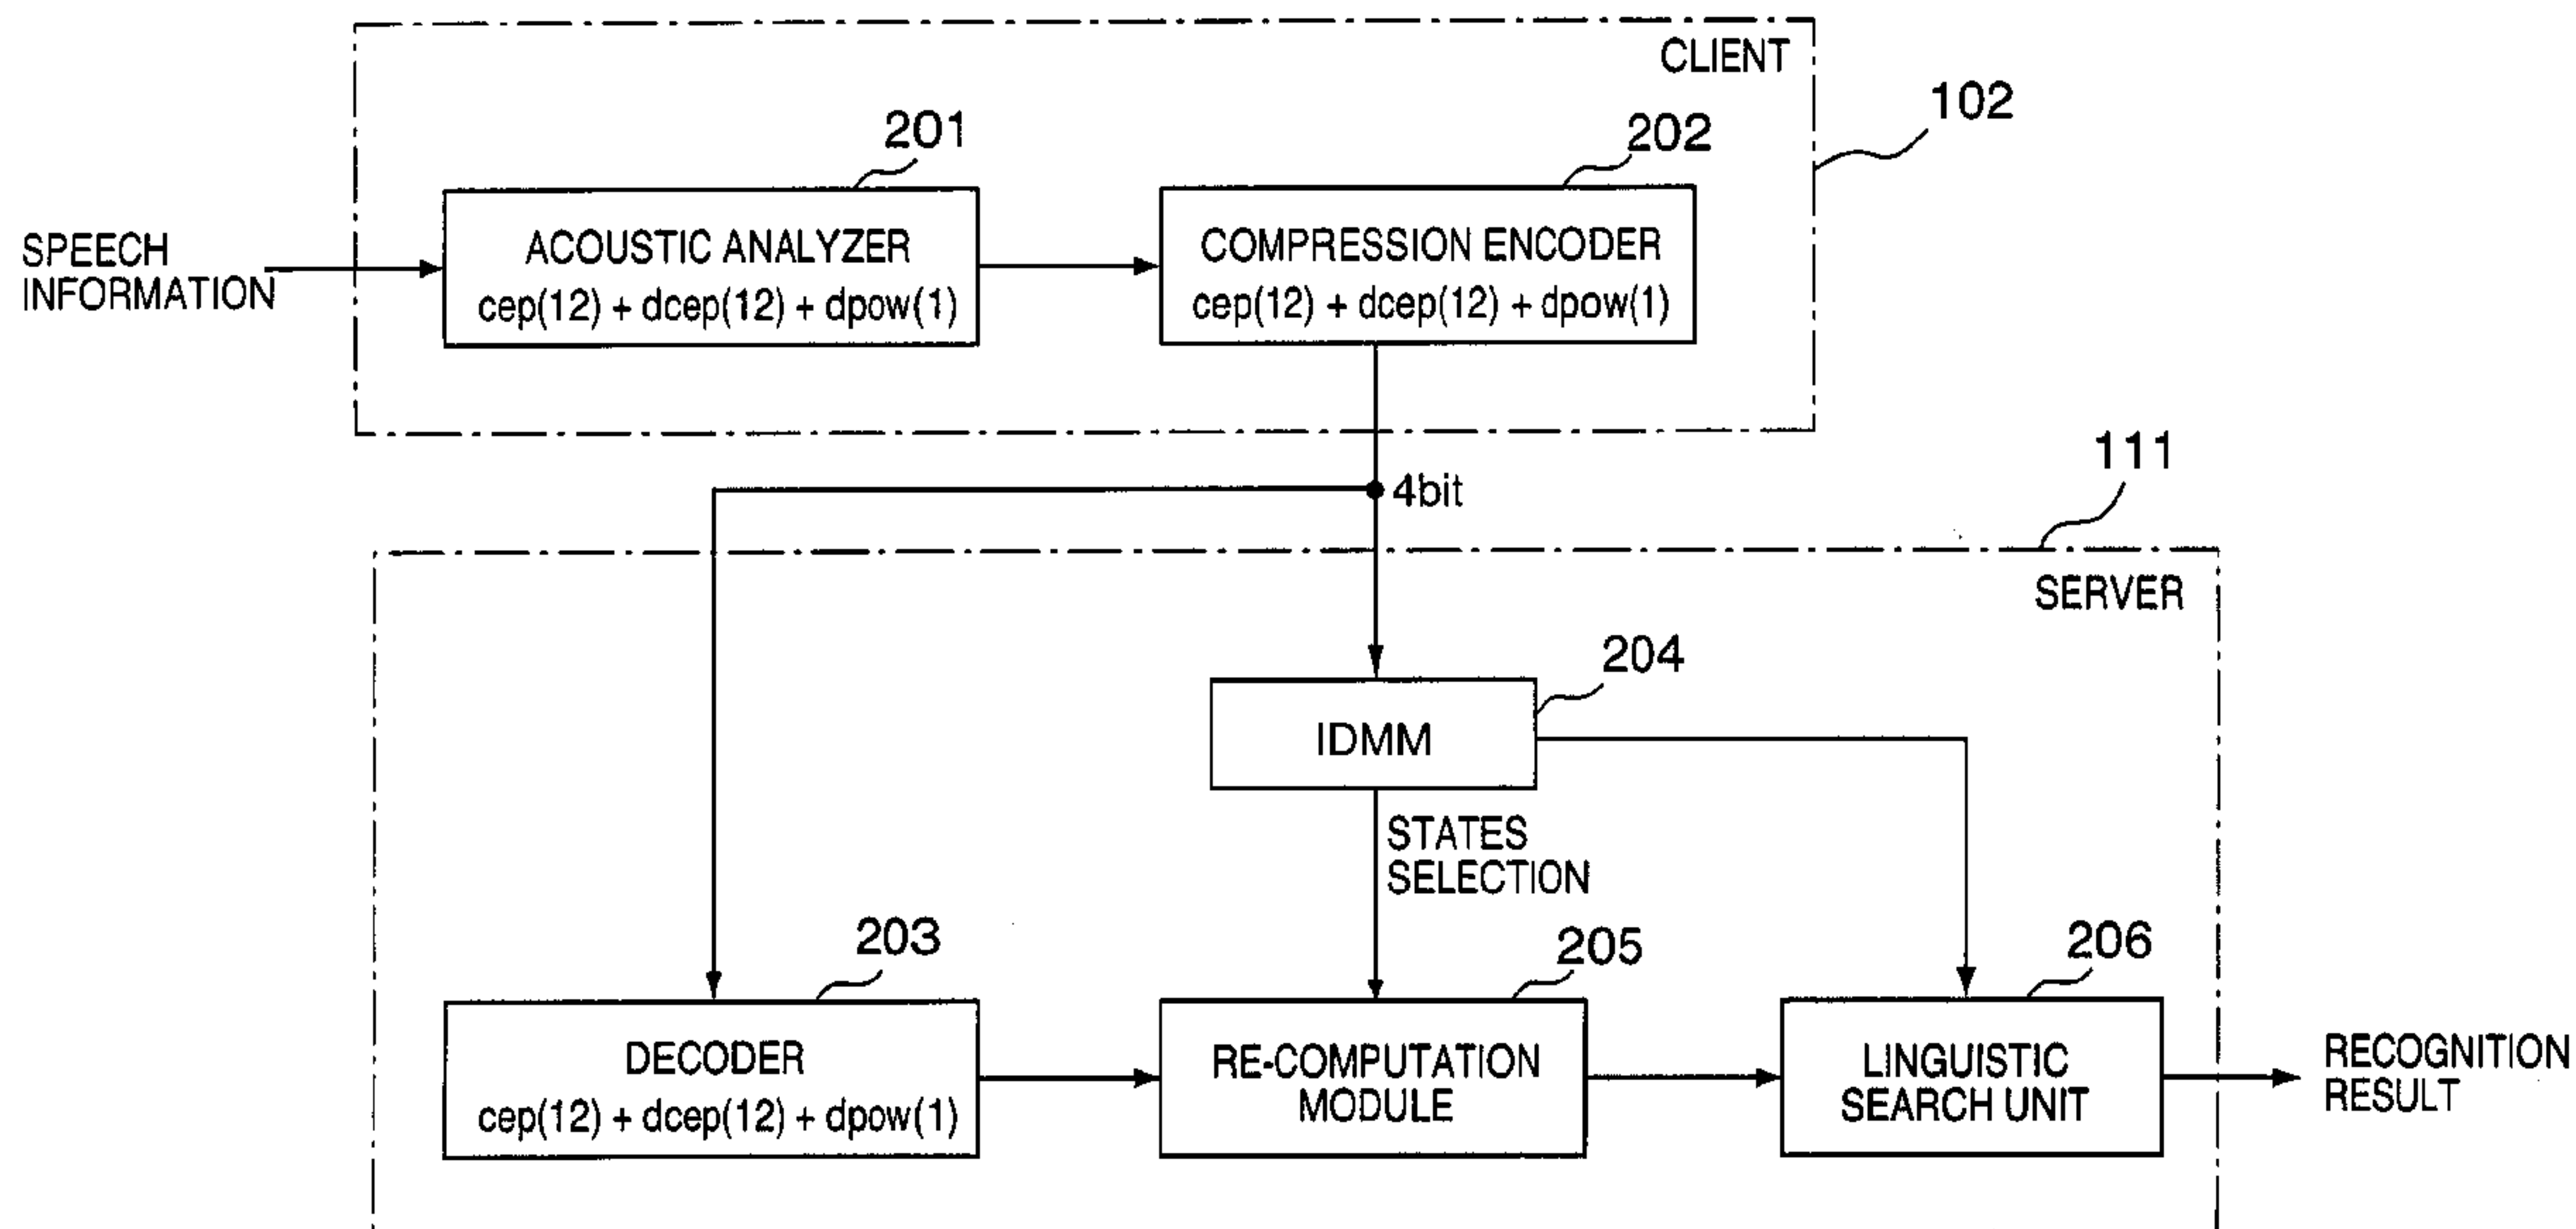 CLIENT
102
201
202
SPEECH
INFORMATION
ACOUSTIC ANALYZER
cep(12) + dcep(12) + dpow(1)
COMPRESSION ENCODER
cep(12) + dcep(12) + dpow(1)
4bit
111
SERVER
204
IDMM
STATES
SELECTION
203
205
206
DECODER
cep(12) + dcep(12) + dpow(1)
RE-COMPUTATION
MODULE
LINGUISTIC
SEARCH UNIT
RECOGNITION
RESULT